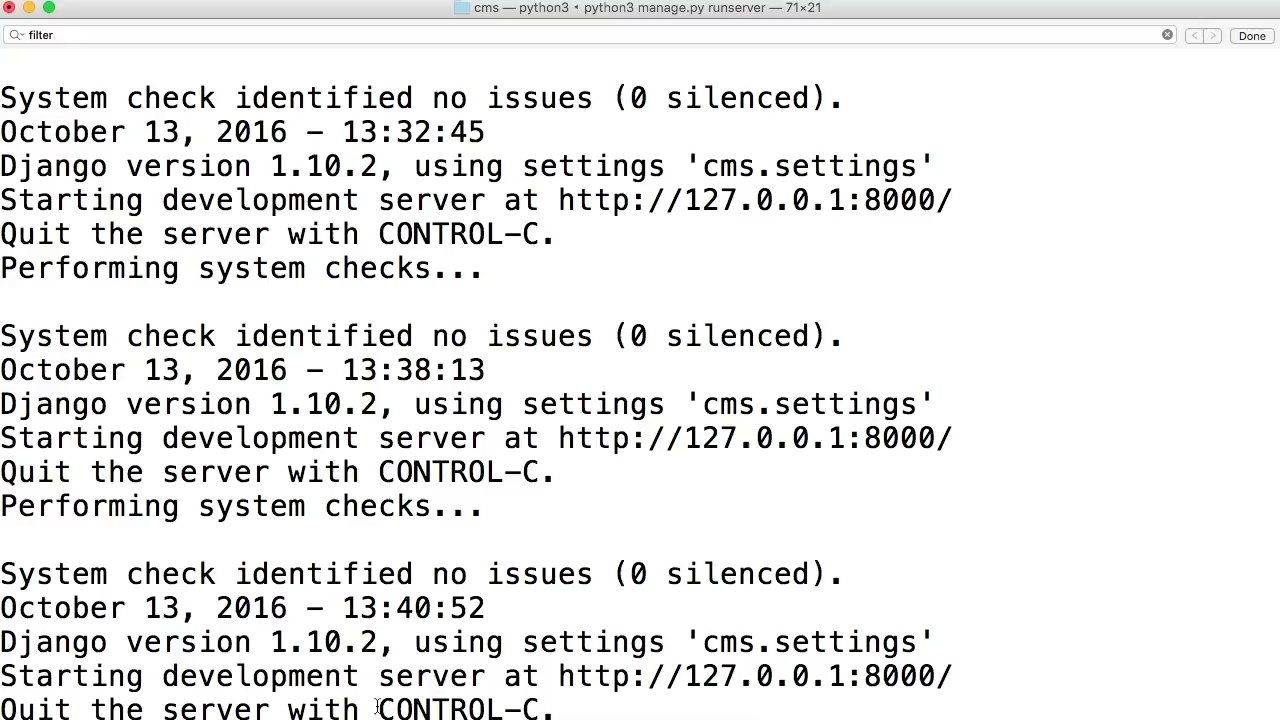 cms — python3 • python3 manage.py runserver — 71×21
filter
Done
System check identified no issues (0 silenced).
October 13, 2016 - 13:32:45
Django version 1.10.2, using settings 'cms.settings'
Starting development server at http://127.0.0.1:8000/
Quit the server with CONTROL-C.
Performing system checks...
System check identified no issues (0 silenced).
October 13, 2016 - 13:38:13
Django version 1.10.2, using settings 'cms.settings'
Starting development server at http://127.0.0.1:8000/
Quit the server with CONTROL-C.
Performing system checks...
System check identified no issues (0 silenced).
October 13, 2016 - 13:40:52
Django version 1.10.2, using settings 'cms.settings'
Starting development server at http://127.0.0.1:8000/
Quit the server with CONTROL-C.